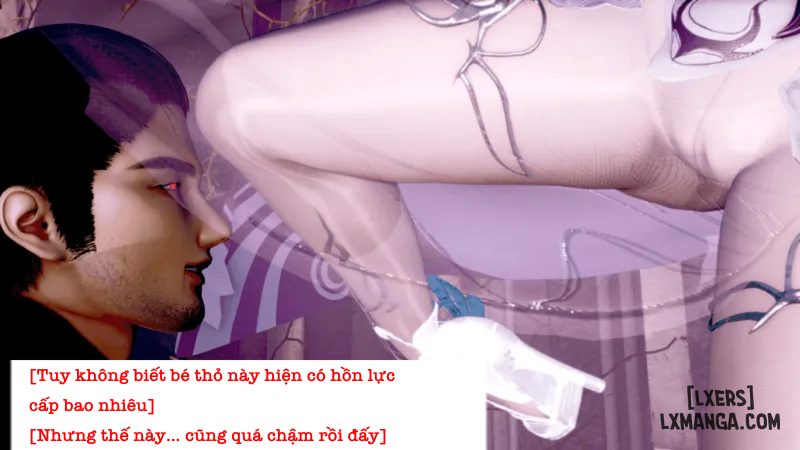 [Tuy không biết bé thỏ này hiện có hồn lực
cấp bao nhiêu]
[Nhưng thế này... cũng quá chậm rồi đấy]
[LXERS]
LXMANGA.COM